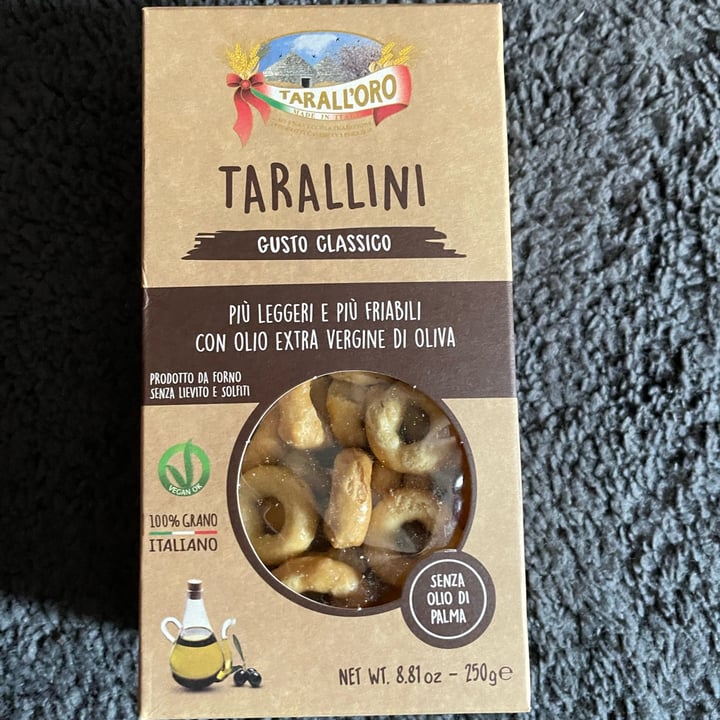 TARALL'ORO
MADE IN ITALY
TARALLINI
GUSTO CLASSICO
PIÙ LEGGERI E PIÙ FRIABILI
CON OLIO EXTRA VERGINE DI OLIVA
PRODOTTO DA FORNO
SENZA LIEVITO E SOLFITI
VEGAN OK
100% GRANO
ITALIANO
SENZA
OLIO DI
PALMA
NET WT. 8.81 oz - 250g e